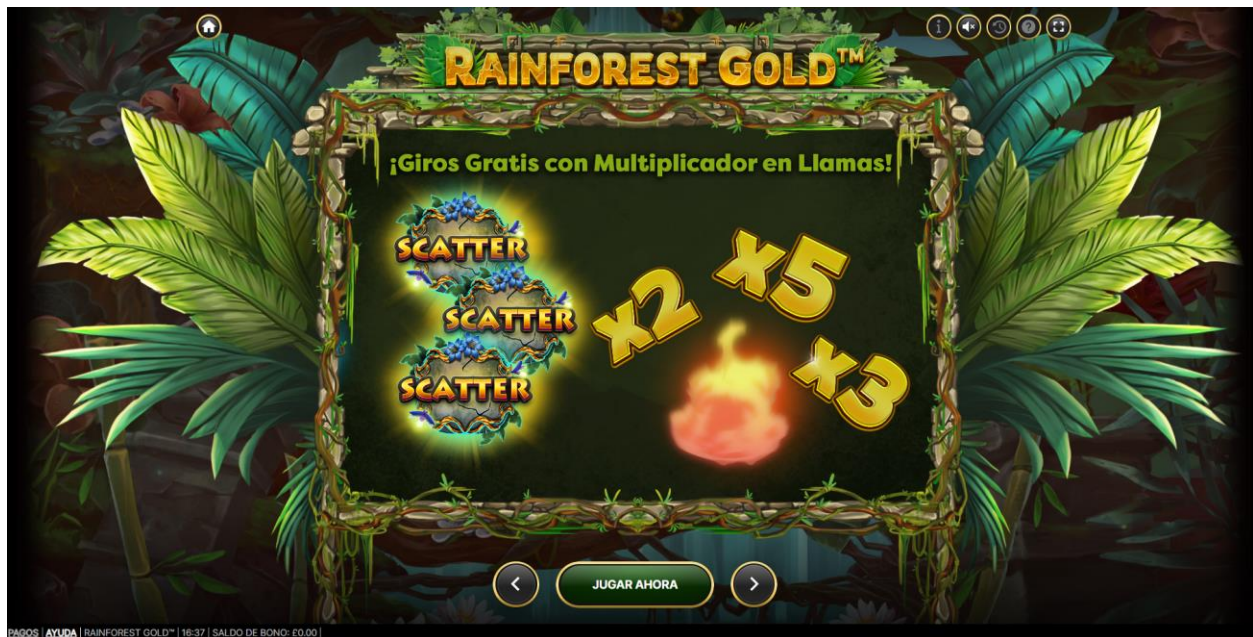 RAINFOREST GOLD™
¡Giros Gratis con Multiplicador en Llamas!
SCATTER
SCATTER
SCATTER
x2
x5
x3
JUGAR AHORA
PAGOS | AYUDA | RAINFOREST GOLD™ | 16:37 | SALDO DE BONO: £0.00 |